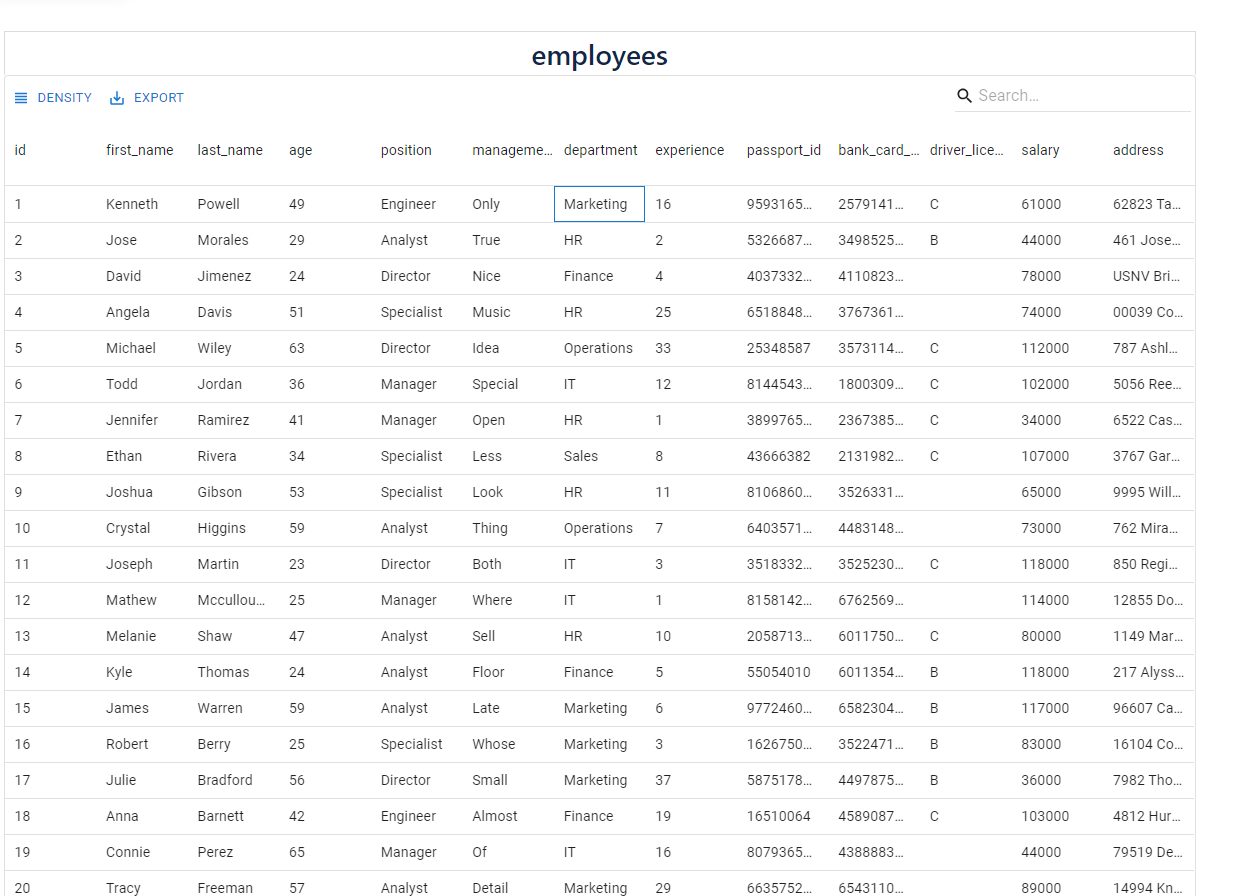 employees
DENSITY EXPORT Search…
id first_name last_name age position manageme… department experience passport_id bank_card_… driver_lice… salary address
1 Kenneth Powell 49 Engineer Only Marketing 16 9593165… 2579141… C 61000 62823 Ta…
2 Jose Morales 29 Analyst True HR 2 5326687… 3498525… B 44000 461 Jose…
3 David Jimenez 24 Director Nice Finance 4 4037332… 4110823… 78000 USNV Bri…
4 Angela Davis 51 Specialist Music HR 25 6518848… 3767361… 74000 00039 Co…
5 Michael Wiley 63 Director Idea Operations 33 25348587 3573114… C 112000 787 Ashl…
6 Todd Jordan 36 Manager Special IT 12 8144543… 1800309… C 102000 5056 Ree…
7 Jennifer Ramirez 41 Manager Open HR 1 3899765… 2367385… C 34000 6522 Cas…
8 Ethan Rivera 34 Specialist Less Sales 8 43666382 2131982… C 107000 3767 Gar…
9 Joshua Gibson 53 Specialist Look HR 11 8106860… 3526331… 65000 9995 Will…
10 Crystal Higgins 59 Analyst Thing Operations 7 6403571… 4483148… 73000 762 Mira…
11 Joseph Martin 23 Director Both IT 3 3518332… 3525230… C 118000 850 Regi…
12 Mathew Mccullou… 25 Manager Where IT 1 8158142… 6762569… 114000 12855 Do…
13 Melanie Shaw 47 Analyst Sell HR 10 2058713… 6011750… C 80000 1149 Mar…
14 Kyle Thomas 24 Analyst Floor Finance 5 55054010 6011354… B 118000 217 Alyss…
15 James Warren 59 Analyst Late Marketing 6 9772460… 6582304… B 117000 96607 Ca…
16 Robert Berry 25 Specialist Whose Marketing 3 1626750… 3522471… B 83000 16104 Co…
17 Julie Bradford 56 Director Small Marketing 37 5875178… 4497875… B 36000 7982 Tho…
18 Anna Barnett 42 Engineer Almost Finance 19 16510064 4589087… C 103000 4812 Hur…
19 Connie Perez 65 Manager Of IT 16 8079365… 4388883… 44000 79519 De…
20 Tracy Freeman 57 Analyst Detail Marketing 29 6635752… 6543110… 89000 14994 Kn…